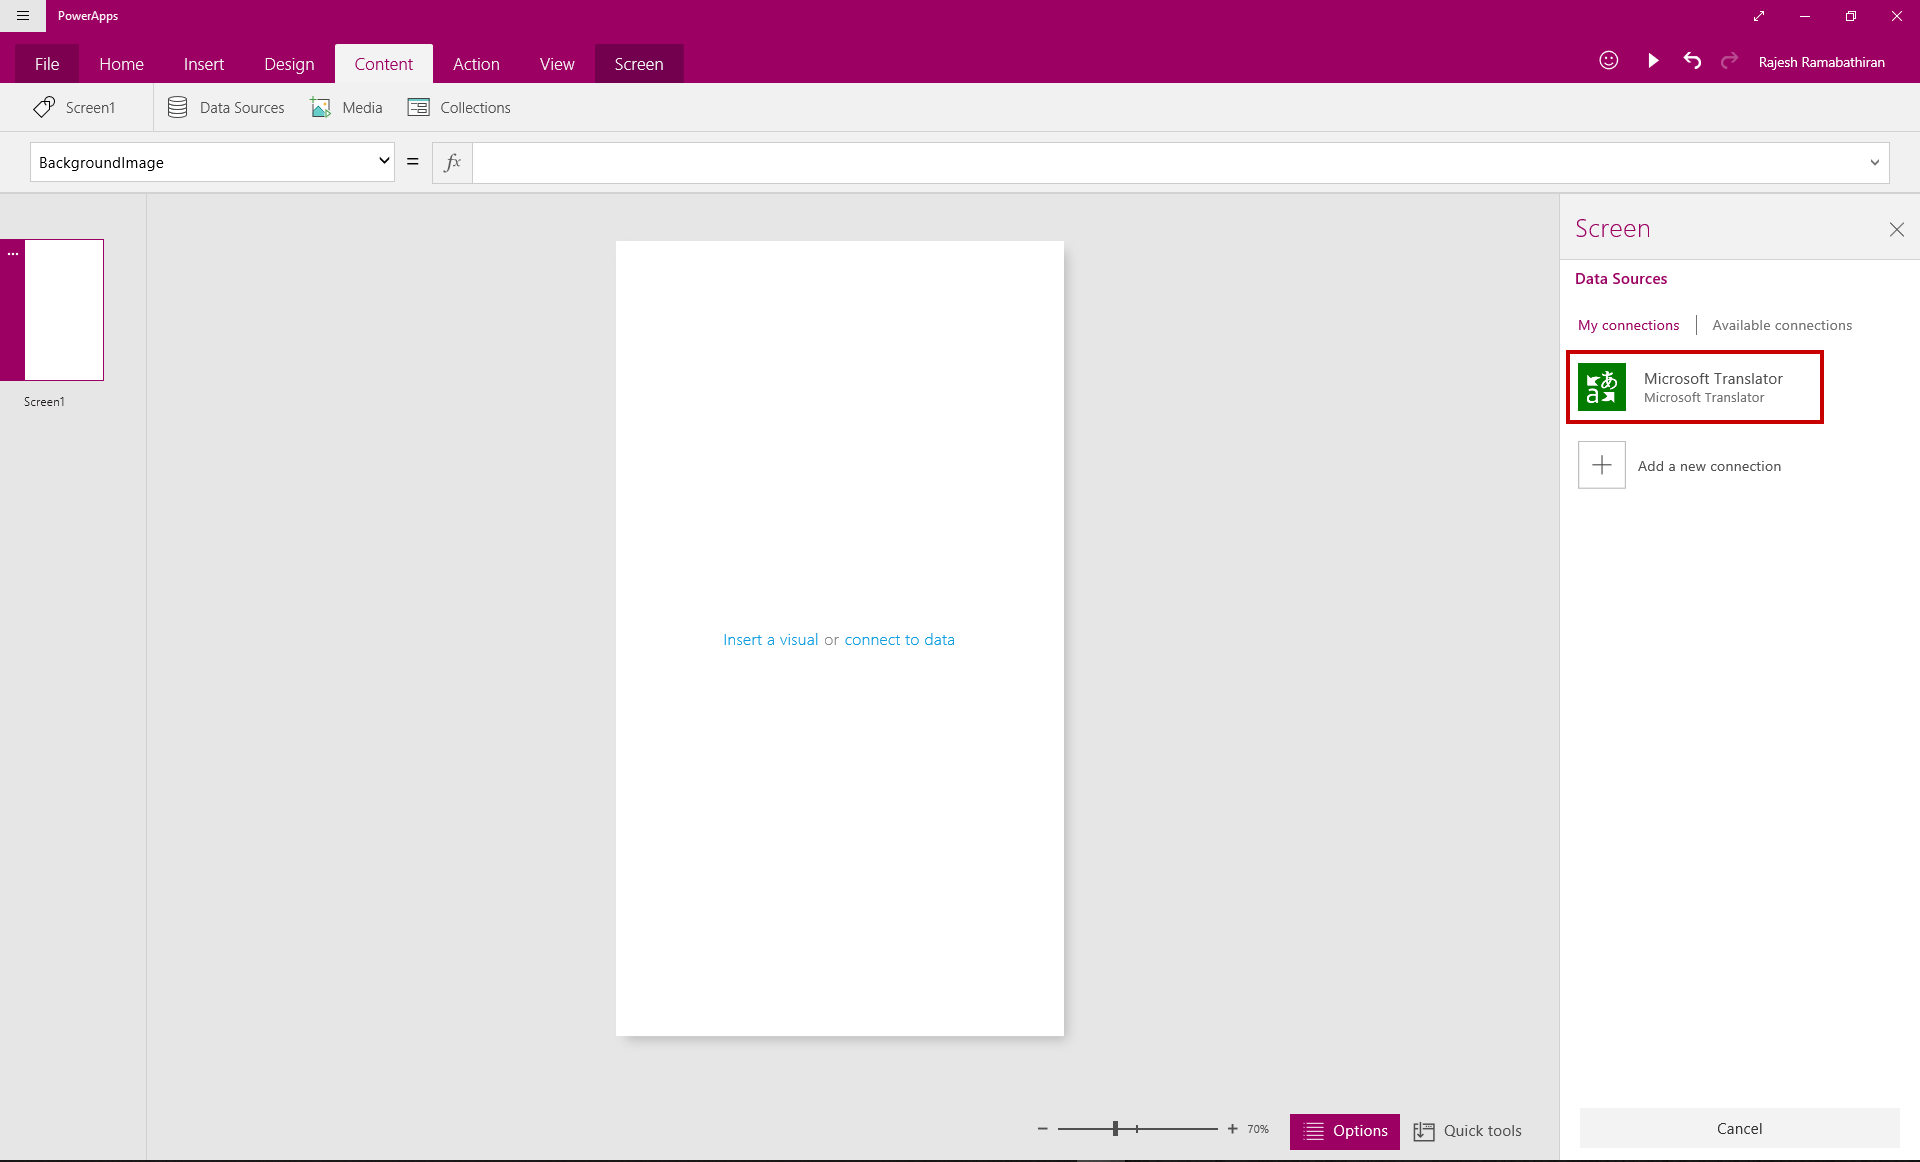 PowerApps
File Home Insert Design Content Action View Screen
Rajesh Ramabathiran
Screen1 Data Sources Media Collections
BackgroundImage = fx
Screen
Data Sources
My connections | Available connections
Microsoft Translator
Microsoft Translator
Add a new connection
Screen1
Insert a visual or connect to data
70% Options Quick tools
Cancel